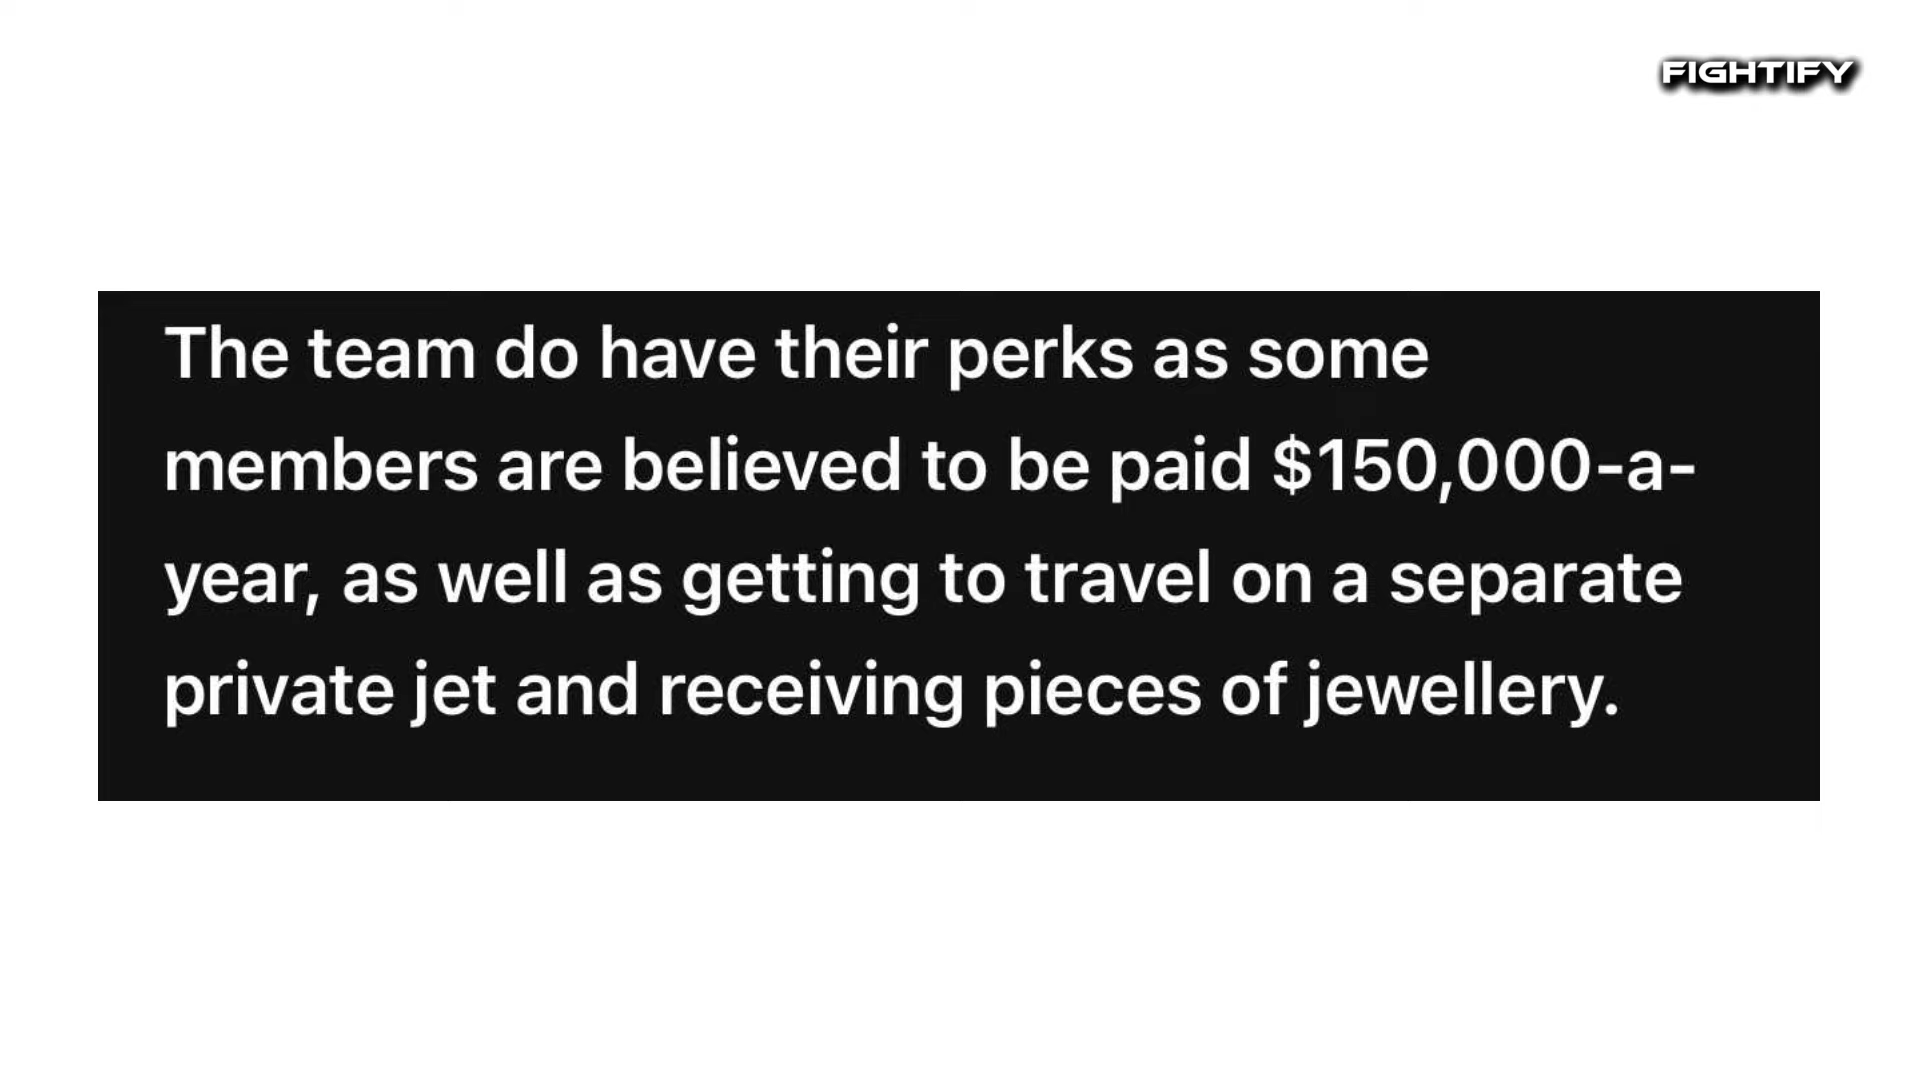 FIGHTIFY
The team do have their perks as some
members are believed to be paid $150,000-a-
year, as well as getting to travel on a separate
private jet and receiving pieces of jewellery.